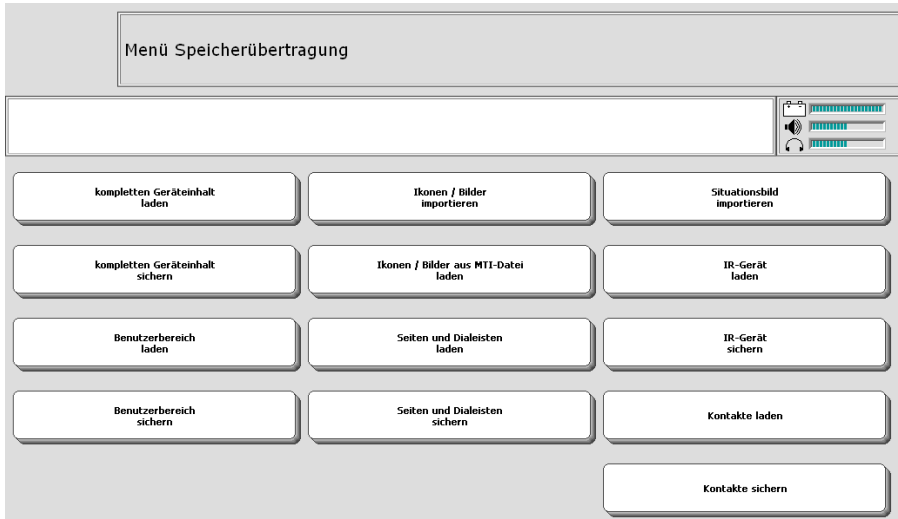 Menü Speicherübertragung
kompletten Geräteinhalt
laden
Ikonen / Bilder
importieren
Situationsbild
importieren
kompletten Geräteinhalt
sichern
Ikonen / Bilder aus MTI-Datei
laden
IR-Gerät
laden
Benutzerbereich
laden
Seiten und Dialeisten
laden
IR-Gerät
sichern
Benutzerbereich
sichern
Seiten und Dialeisten
sichern
Kontakte laden
Kontakte sichern